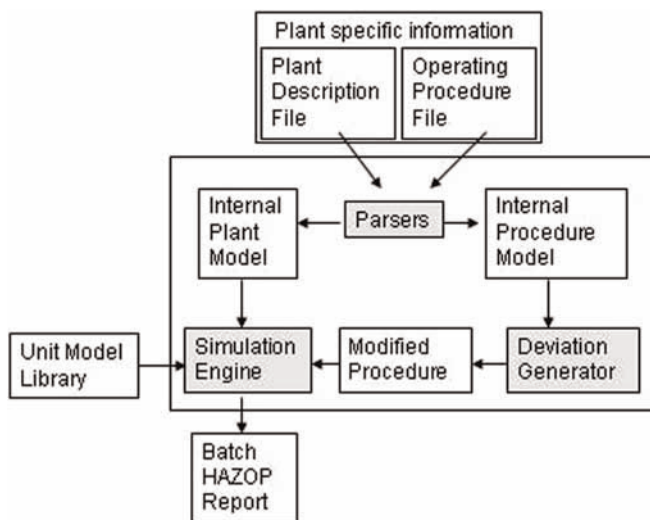 Plant specific information
Plant
Description
File
Operating
Procedure
File
Internal
Plant
Model
Parsers
Internal
Procedure
Model
Unit Model
Library
Simulation
Engine
Modified
Procedure
Deviation
Generator
Batch
HAZOP
Report